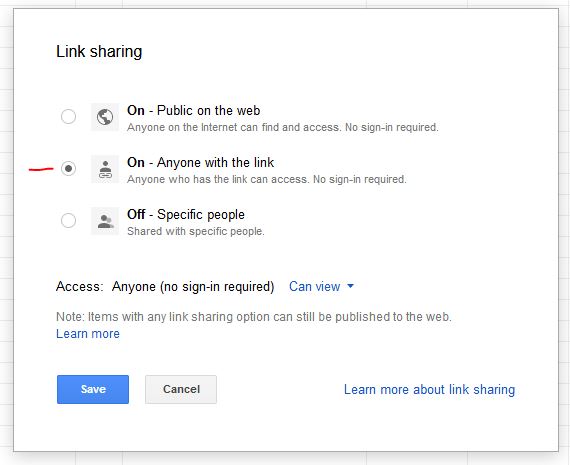 Link sharing
On - Public on the web
Anyone on the Internet can find and access. No sign-in required.
On - Anyone with the link
Anyone who has the link can access. No sign-in required.
Off - Specific people
Shared with specific people.
Access: Anyone (no sign-in required) Can view
Note: Items with any link sharing option can still be published to the web.
Learn more
Save Cancel Learn more about link sharing